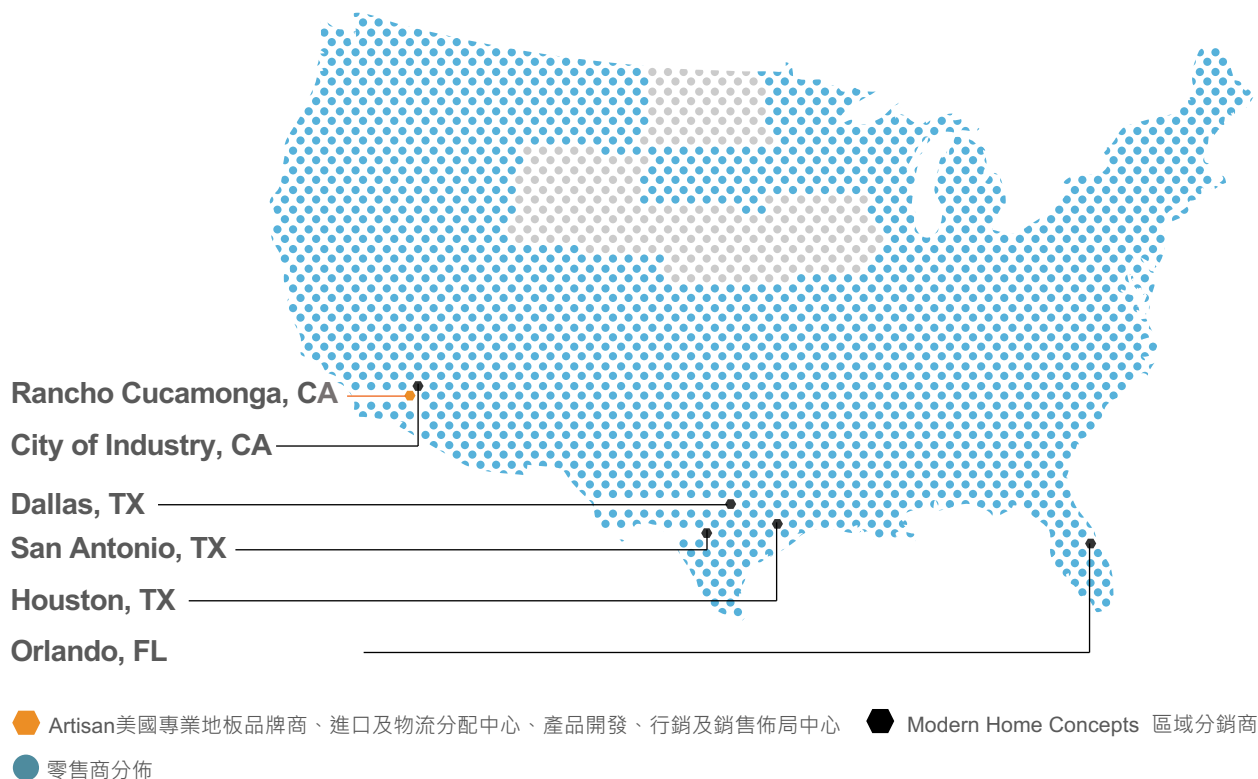 Rancho Cucamonga, CA
City of Industry, CA
Dallas, TX
San Antonio, TX
Houston, TX
Orlando, FL
Artisan美國專業地板品牌商、進口及物流分配中心、產品開發、行銷及銷售佈局中心
Modern Home Concepts 區域分銷商
零售商分佈